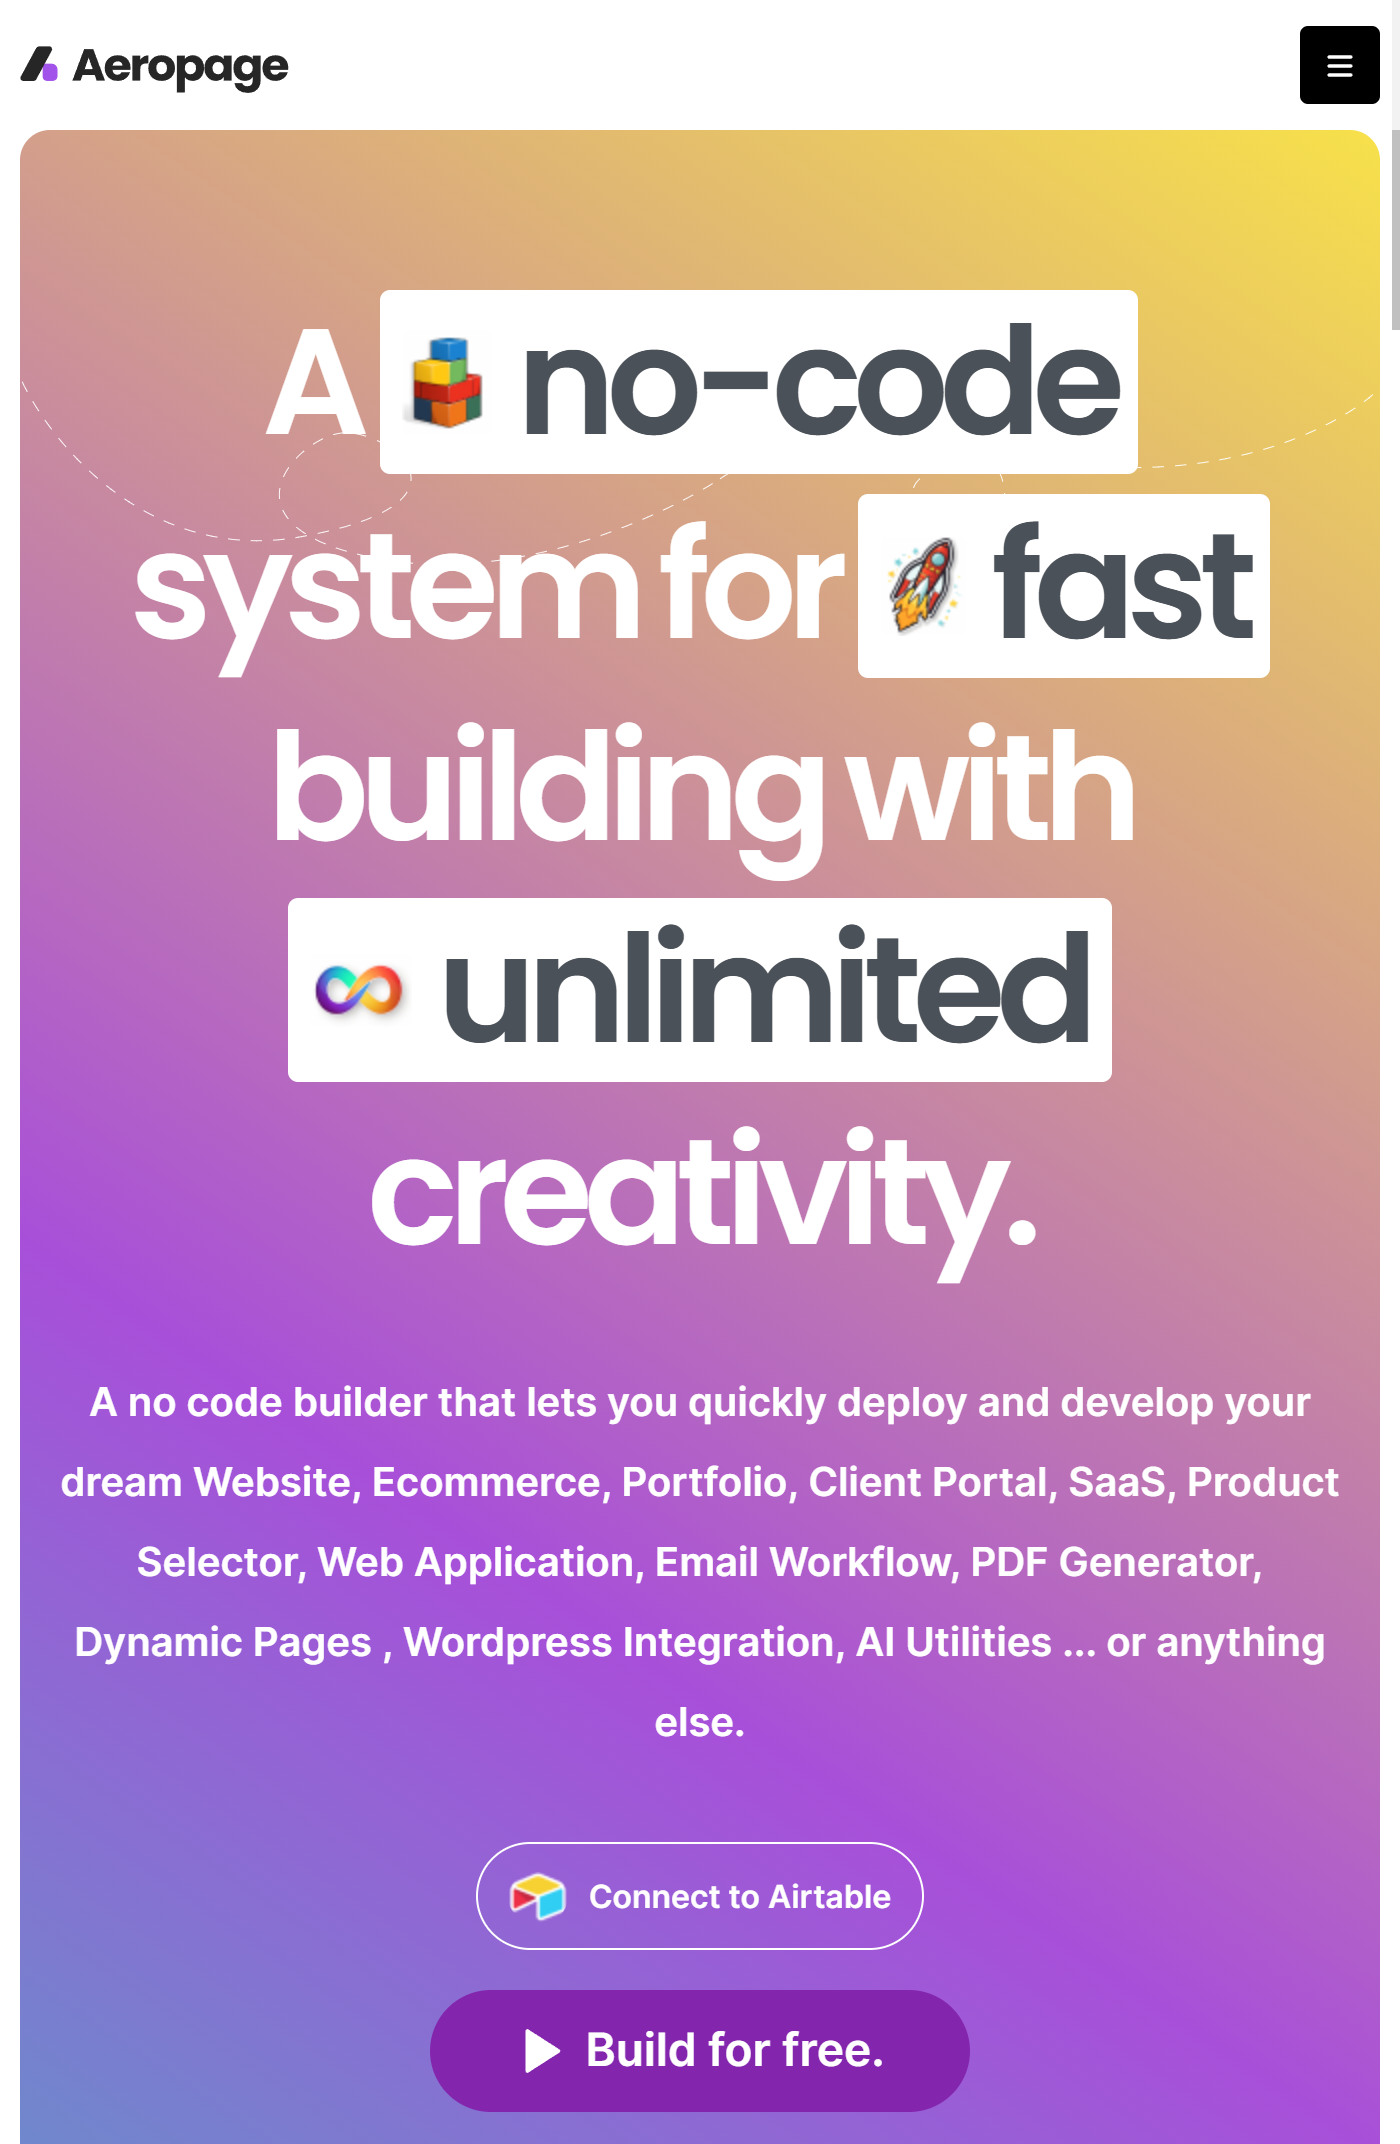 Aeropage
A no-code
system for fast
building with
unlimited
creativity.
A no code builder that lets you quickly deploy and develop your
dream Website, Ecommerce, Portfolio, Client Portal, SaaS, Product
Selector, Web Application, Email Workflow, PDF Generator,
Dynamic Pages , Wordpress Integration, AI Utilities ... or anything
else.
Connect to Airtable
Build for free.